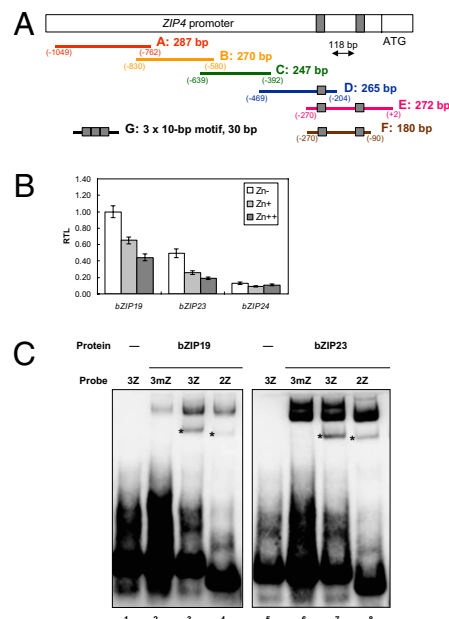 A
ZIP4 promoter
ATG
A: 287 bp
118 bp
(-1049)
(-762)
B: 270 bp
(-830)
(-580)
C: 247 bp
(-639)
(-392)
D: 265 bp
(-469)
(-204)
E: 272 bp
(-270)
(+2)
G: 3 x 10-bp motif, 30 bp
F: 180 bp
(-270)
(-90)
B
1.40
1.20
1.00
0.80
0.60
0.40
0.20
0.00
RTL
Zn-
Zn+
Zn++
bZIP19
bZIP23
bZIP24
C
Protein — bZIP19 — bZIP23
Probe 3Z 3mZ 3Z 2Z 3Z 3mZ 3Z 2Z
* * * *
1 2 3 4 5 6 7 8